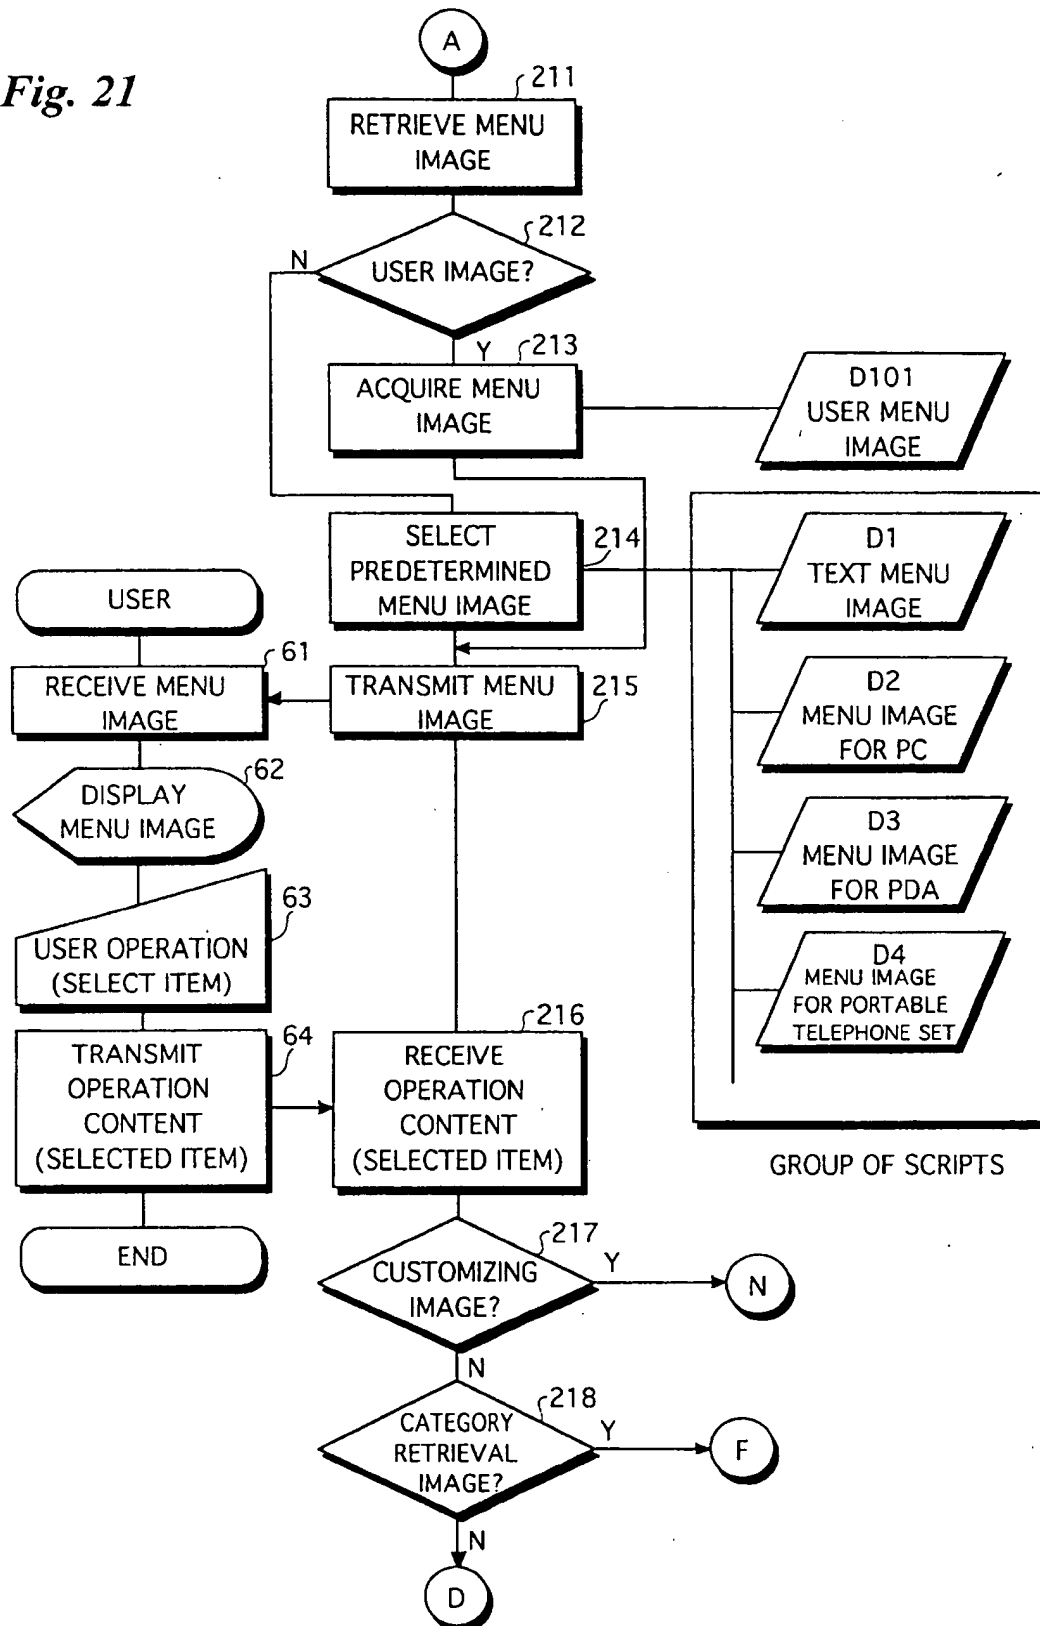 Fig. 21
A
211
RETRIEVE MENU
IMAGE
212
USER IMAGE?
N
Y
213
ACQUIRE MENU
IMAGE
D101
USER MENU
IMAGE
SELECT
PREDETERMINED
MENU IMAGE
214
D1
TEXT MENU
IMAGE
USER
61
RECEIVE MENU
IMAGE
TRANSMIT MENU
IMAGE
215
D2
MENU IMAGE
FOR PC
62
DISPLAY
MENU IMAGE
D3
MENU IMAGE
FOR PDA
63
USER OPERATION
(SELECT ITEM)
D4
MENU IMAGE
FOR PORTABLE
TELEPHONE SET
64
TRANSMIT
OPERATION
CONTENT
(SELECTED ITEM)
216
RECEIVE
OPERATION
CONTENT
(SELECTED ITEM)
GROUP OF SCRIPTS
END
217
CUSTOMIZING
IMAGE?
Y
N
N
218
CATEGORY
RETRIEVAL
IMAGE?
Y
F
N
D